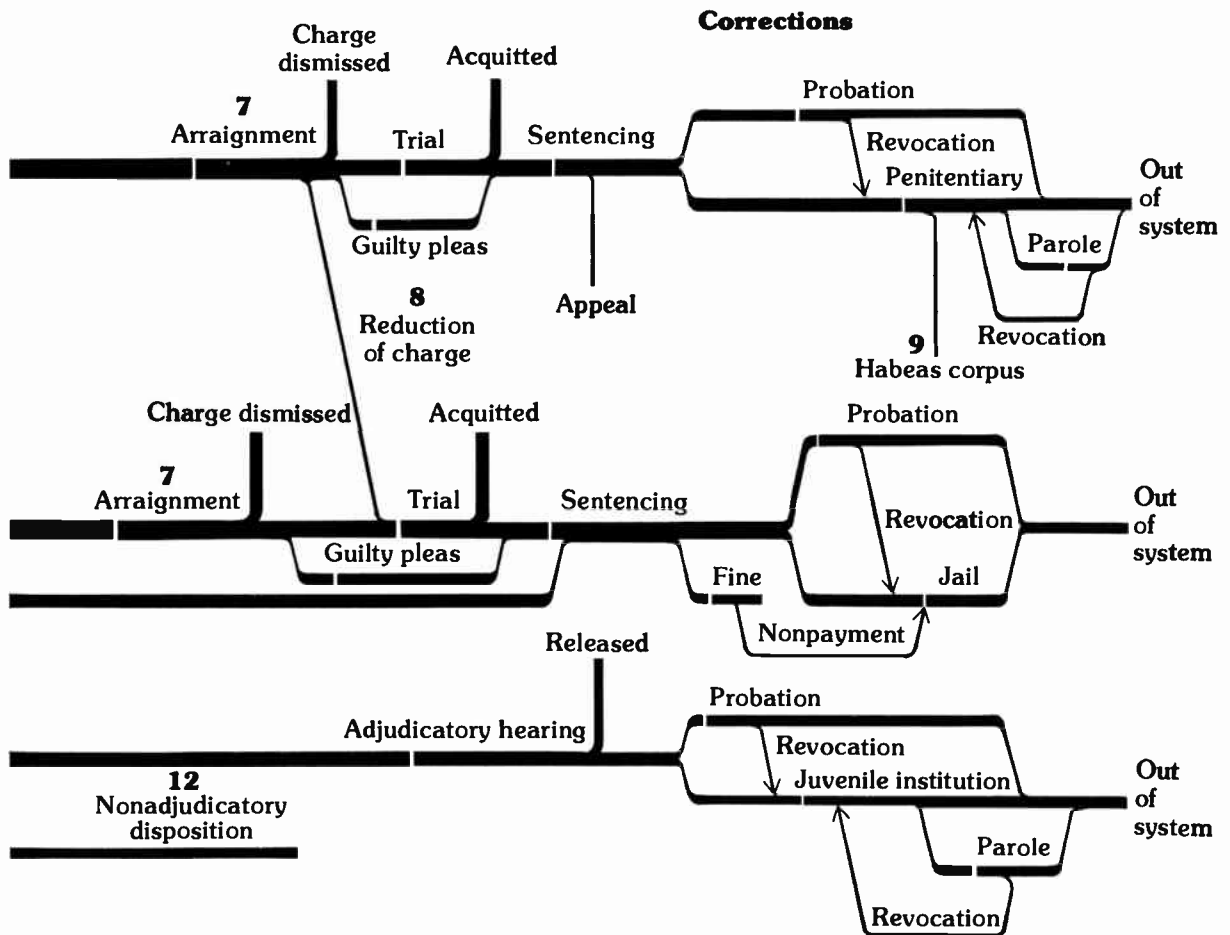 Corrections
Charge
dismissed
Acquitted
7
Arraignment
Trial
Sentencing
Probation
Revocation
Penitentiary
Out
of
system
Guilty pleas
Parole
Appeal
Revocation
8
Reduction
of charge
9
Habeas corpus
Charge dismissed
Acquitted
Probation
7
Arraignment
Trial
Sentencing
Revocation
Out
of
system
Guilty pleas
Fine
Jail
Nonpayment
Released
Probation
Adjudicatory hearing
Revocation
Juvenile institution
Out
of
system
12
Nonadjudicatory
disposition
Parole
Revocation